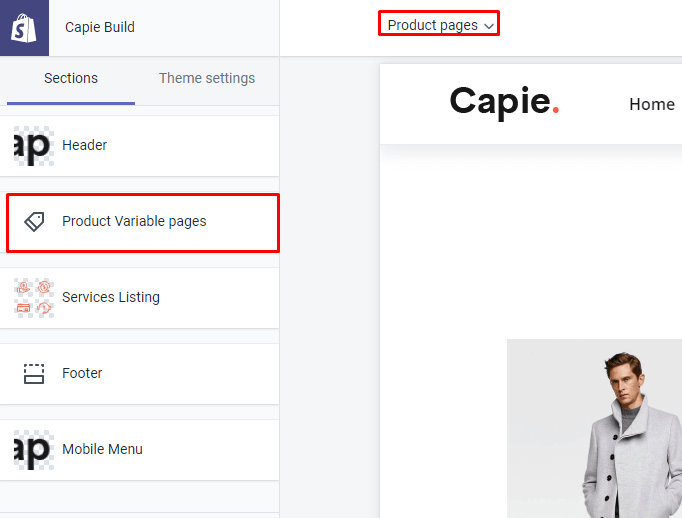 Capie Build
Product pages
Sections
Theme settings
Capie.
Home
ap
Header
Product Variable pages
Services Listing
Footer
ap
Mobile Menu